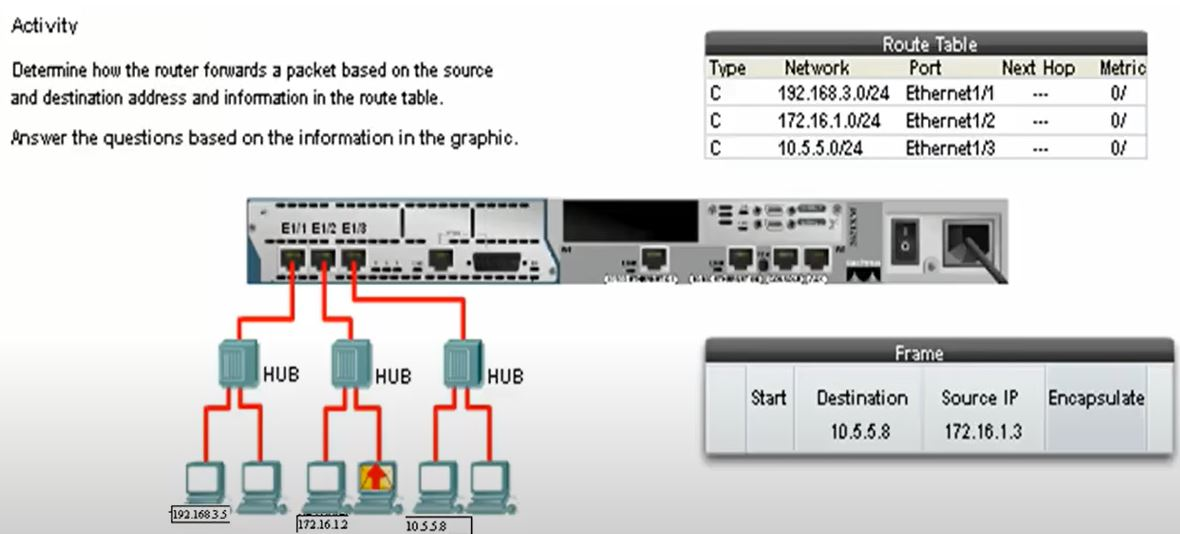 Activity
Determine how the router forwards a packet based on the source
and destination address and information in the route table.
Answer the questions based on the information in the graphic.
Route Table
Type Network Port Next Hop Metric
C 192.168.3.0/24 Ethernet1/1 --- 0/
C 172.16.1.0/24 Ethernet1/2 --- 0/
C 10.5.5.0/24 Ethernet1/3 --- 0/
E1/1 E1/2 E1/3
HUB HUB HUB
Frame
Start Destination Source IP Encapsulate
10.5.5.8 172.16.1.3
192.168.3.5 172.16.1.2 10.5.5.8